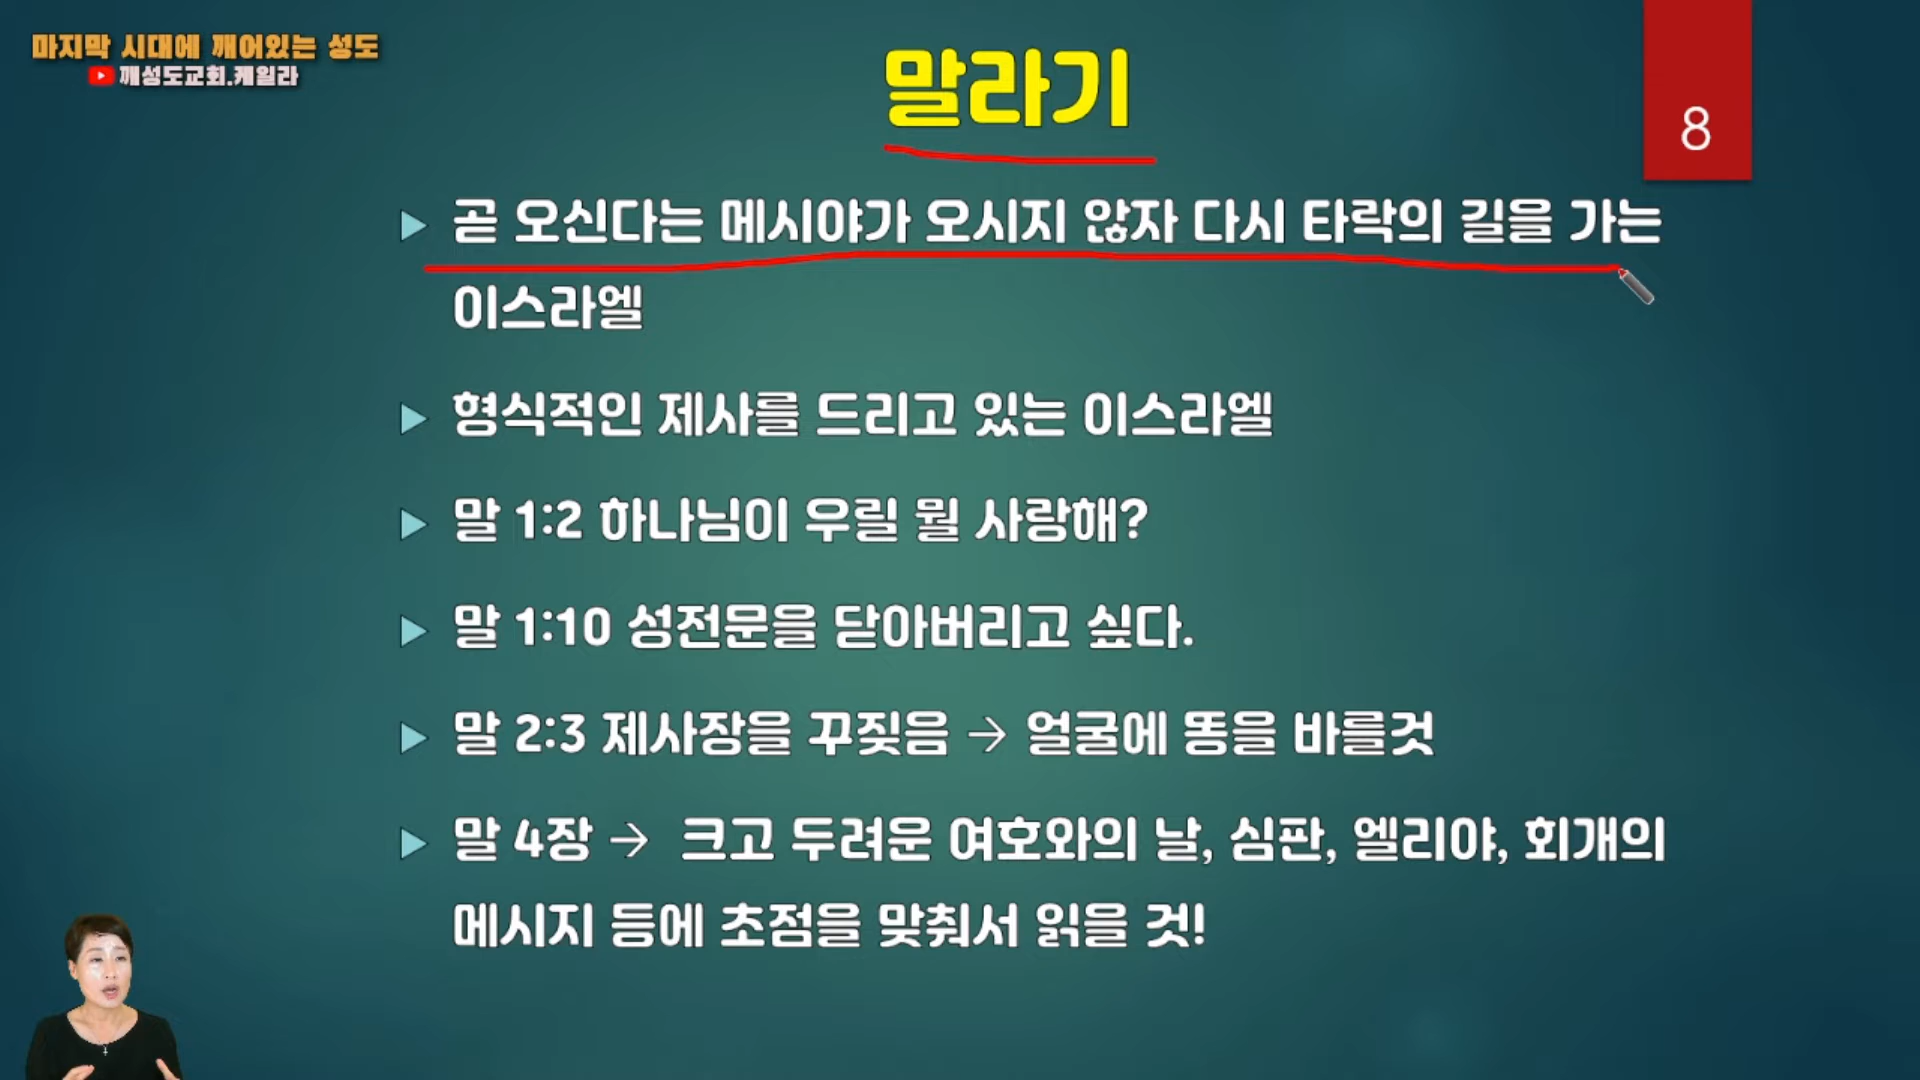 마지막 시대에 깨어있는 성도
깨성도교회.케일라
말라기
8
곧 오신다는 메시야가 오시지 않자 다시 타락의 길을 가는
이스라엘
형식적인 제사를 드리고 있는 이스라엘
말 1:2 하나님이 우릴 뭘 사랑해?
말 1:10 성전문을 닫아버리고 싶다.
말 2:3 제사장을 꾸짖음 → 얼굴에 똥을 바를것
말 4장 → 크고 두려운 여호와의 날, 심판, 엘리야, 회개의
메시지 등에 초점을 맞춰서 읽을 것!